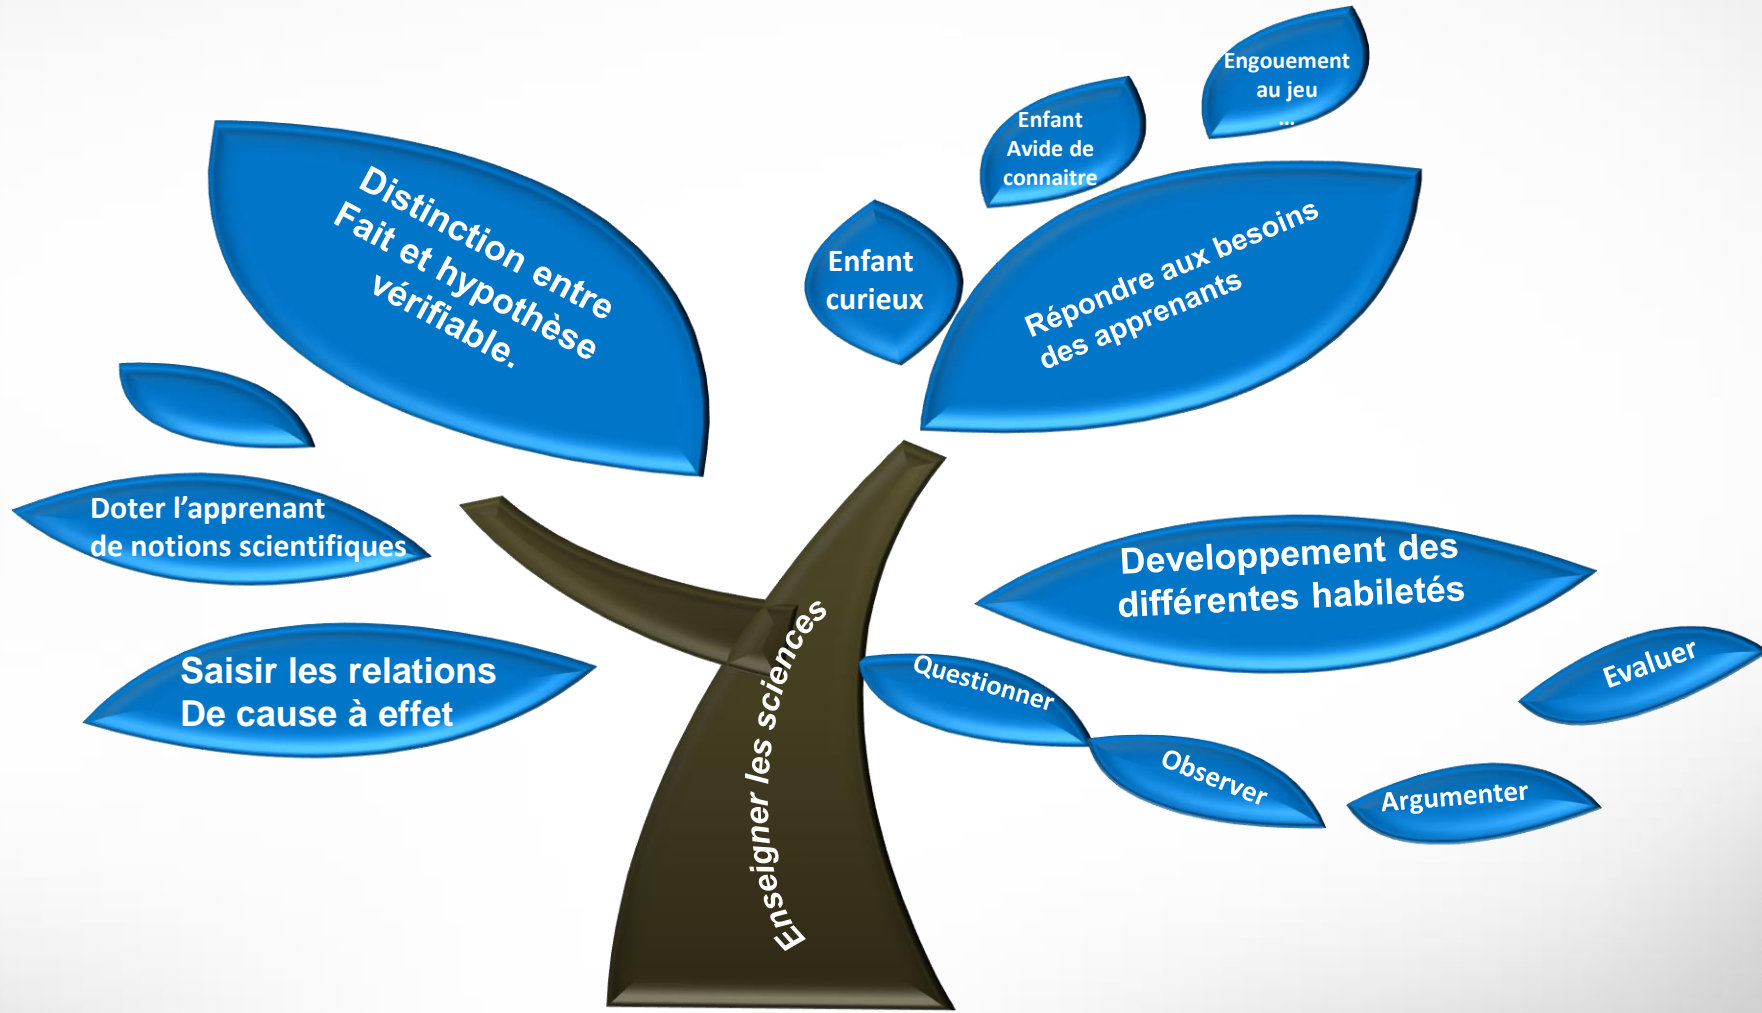 Engouement
au jeu
...
Enfant
Avide de
connaitre
Distinction entre
Fait et hypothèse
vérifiable.
Enfant
curieux
Répondre aux besoins
des apprenants
Doter l’apprenant
de notions scientifiques
Developpement des
différentes habiletés
Saisir les relations
De cause à effet
Enseigner les sciences
Questionner
Observer
Evaluer
Argumenter